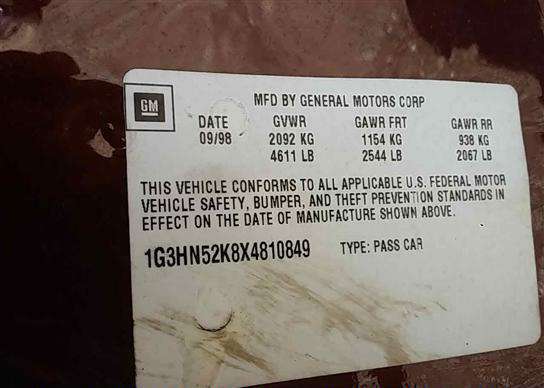 GM
MFD BY GENERAL MOTORS CORP
DATE GVWR GAWR FRT GAWR RR
09/98 2092 KG 1154 KG 938 KG
4611 LB 2544 LB 2067 LB
THIS VEHICLE CONFORMS TO ALL APPLICABLE U.S. FEDERAL MOTOR
VEHICLE SAFETY, BUMPER, AND THEFT PREVENTION STANDARDS IN
EFFECT ON THE DATE OF MANUFACTURE SHOWN ABOVE.
1G3HN52K8X4810849 TYPE: PASS CAR